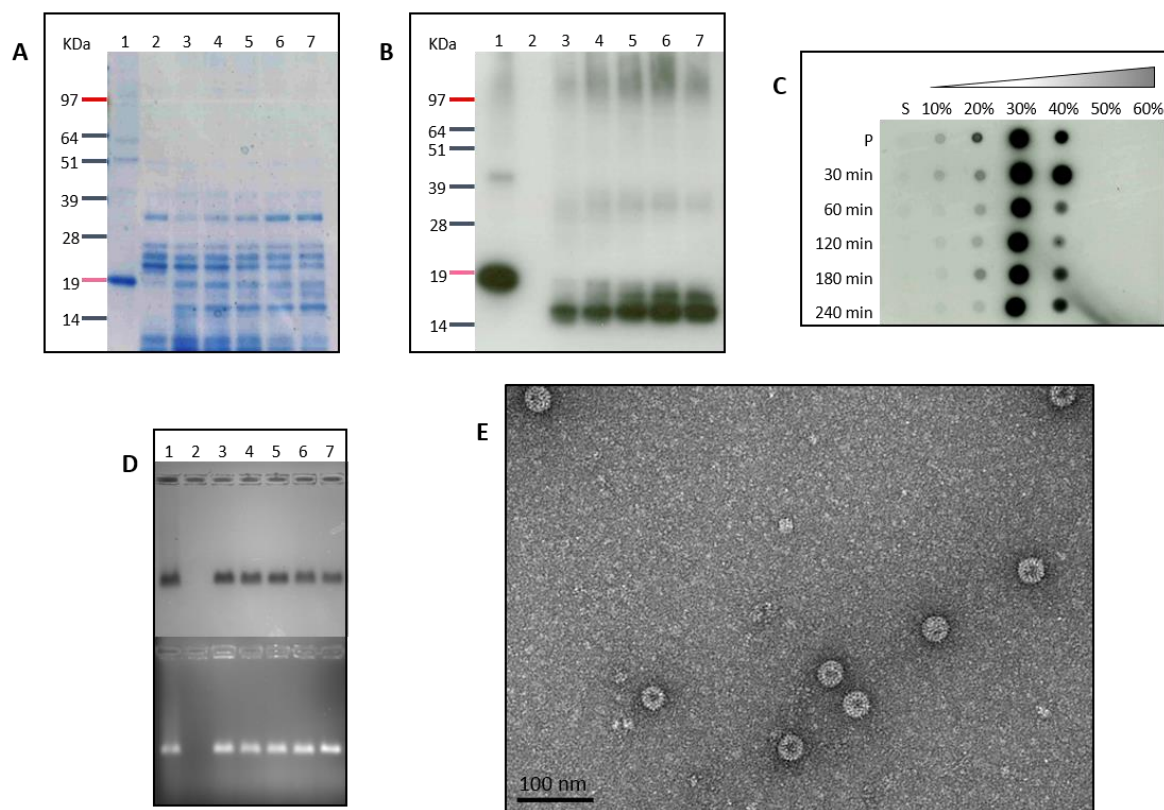 A
KDa 1 2 3 4 5 6 7
97
64
51
39
28
19
14
B
KDa 1 2 3 4 5 6 7
97
64
51
39
28
19
14
C
S 10% 20% 30% 40% 50% 60%
P
30 min
60 min
120 min
180 min
240 min
D
1 2 3 4 5 6 7
E
100 nm